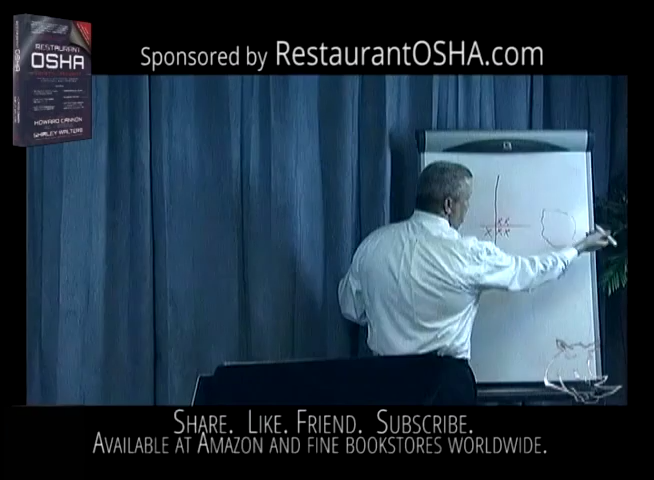 Sponsored by RestaurantOSHA.com
RESTAURANT
OSHA
HOWARD CANNON
SHIRLEY WALTERS
X X
X X X
SHARE. LIKE. FRIEND. SUBSCRIBE.
AVAILABLE AT AMAZON AND FINE BOOKSTORES WORLDWIDE.